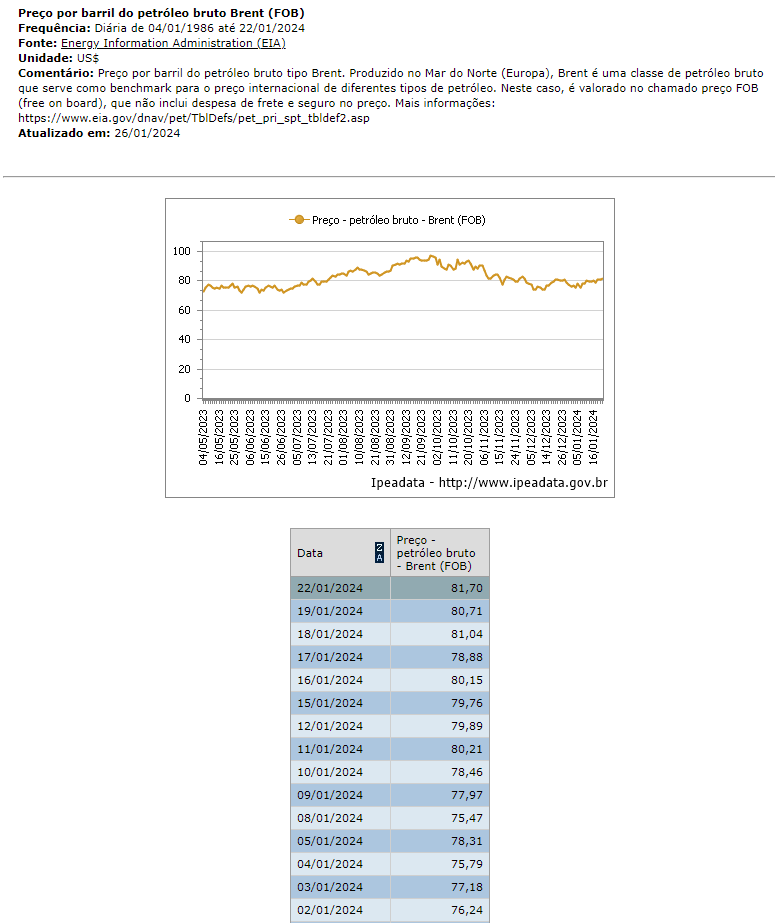 Preço por barril do petróleo bruto Brent (FOB)
Frequência: Diária de 04/01/1986 até 22/01/2024
Fonte: Energy Information Administration (EIA)
Unidade: US$
Comentário: Preço por barril do petróleo bruto tipo Brent. Produzido no Mar do Norte (Europa), Brent é uma classe de petróleo bruto
que serve como benchmark para o preço internacional de diferentes tipos de petróleo. Neste caso, é valorado no chamado preço FOB
(free on board), que não inclui despesa de frete e seguro no preço. Mais informações:
https://www.eia.gov/dnav/pet/TblDefs/pet_pri_spt_tbldef2.asp
Atualizado em: 26/01/2024
Preço - petróleo bruto - Brent (FOB)
100
80
60
40
20
0
04/05/2023
16/05/2023
25/05/2023
06/06/2023
15/06/2023
26/06/2023
05/07/2023
13/07/2023
21/07/2023
01/08/2023
10/08/2023
21/08/2023
31/08/2023
12/09/2023
21/09/2023
02/10/2023
11/10/2023
20/10/2023
06/11/2023
15/11/2023
24/11/2023
05/12/2023
14/12/2023
26/12/2023
05/01/2024
16/01/2024
Ipeadata - http://www.ipeadata.gov.br
Data
Z
A
Preço -
petróleo bruto
- Brent (FOB)
22/01/2024 81,70
19/01/2024 80,71
18/01/2024 81,04
17/01/2024 78,88
16/01/2024 80,15
15/01/2024 79,76
12/01/2024 79,89
11/01/2024 80,21
10/01/2024 78,46
09/01/2024 77,97
08/01/2024 75,47
05/01/2024 78,31
04/01/2024 75,79
03/01/2024 77,18
02/01/2024 76,24